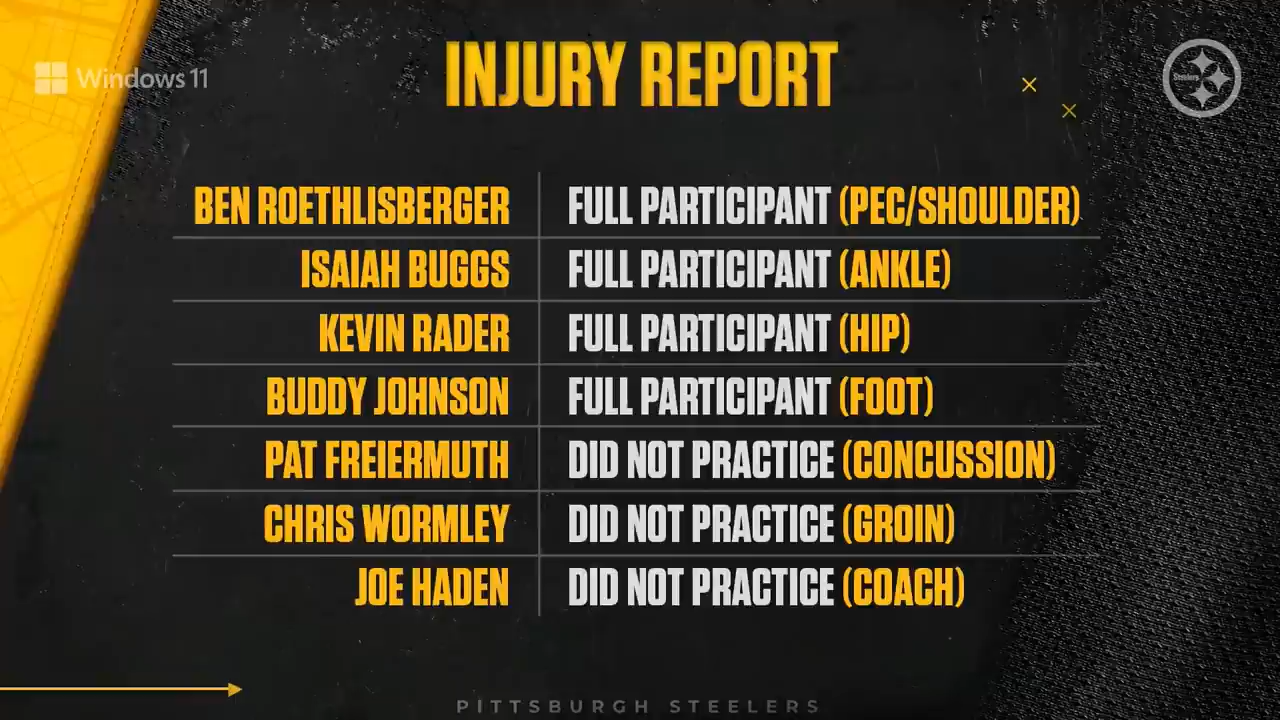 Windows 11
INJURY REPORT
Steelers
BEN ROETHLISBERGER FULL PARTICIPANT (PEC/SHOULDER)
ISAIAH BUGGS FULL PARTICIPANT (ANKLE)
KEVIN RADER FULL PARTICIPANT (HIP)
BUDDY JOHNSON FULL PARTICIPANT (FOOT)
PAT FREIERMUTH DID NOT PRACTICE (CONCUSSION)
CHRIS WORMLEY DID NOT PRACTICE (GROIN)
JOE HADEN DID NOT PRACTICE (COACH)
PITTSBURGH STEELERS